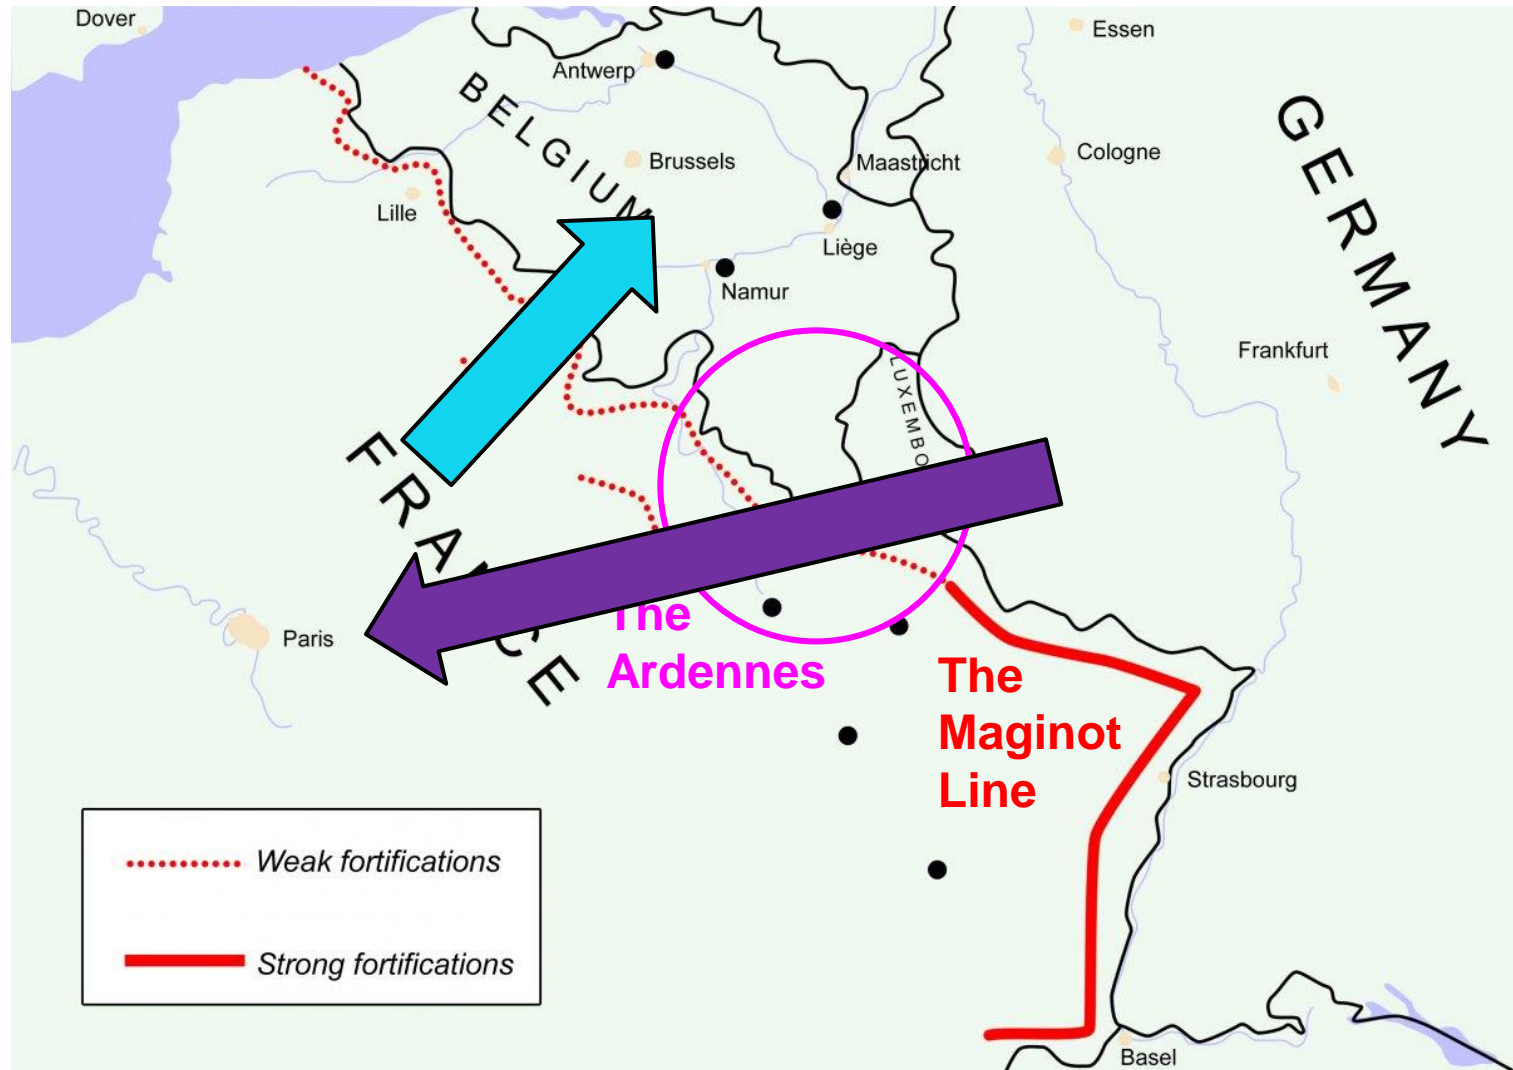 Dover
Essen
Antwerp
BELGIUM
GERMANY
Brussels
Maastricht
Cologne
Lille
Liège
Namur
Frankfurt
LUXEMBO
FRANCE
Paris
The
Ardennes
The
Maginot
Line
Strasbourg
Weak fortifications
Strong fortifications
Basel